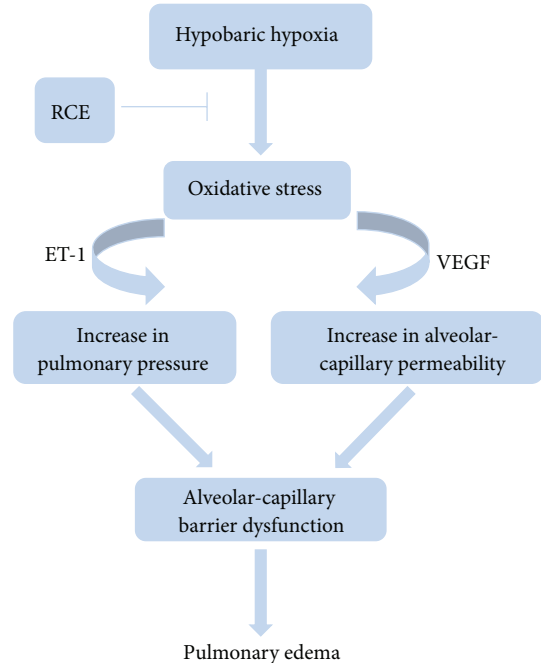 Hypobaric hypoxia
RCE
Oxidative stress
ET-1
VEGF
Increase in
pulmonary pressure
Increase in alveolar-
capillary permeability
Alveolar-capillary
barrier dysfunction
Pulmonary edema